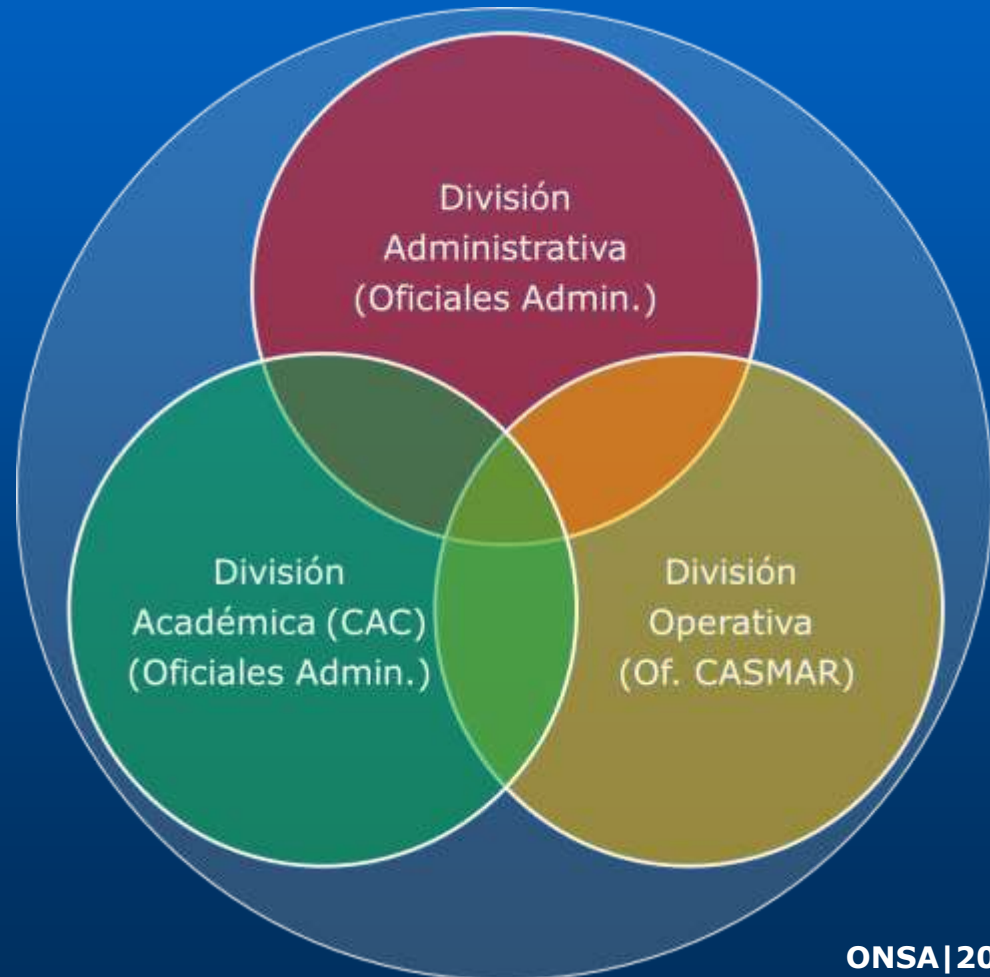 División
Administrativa
(Oficiales Admin.)
División
Académica (CAC)
(Oficiales Admin.)
División
Operativa
(Of. CASMAR)
ONSA|20